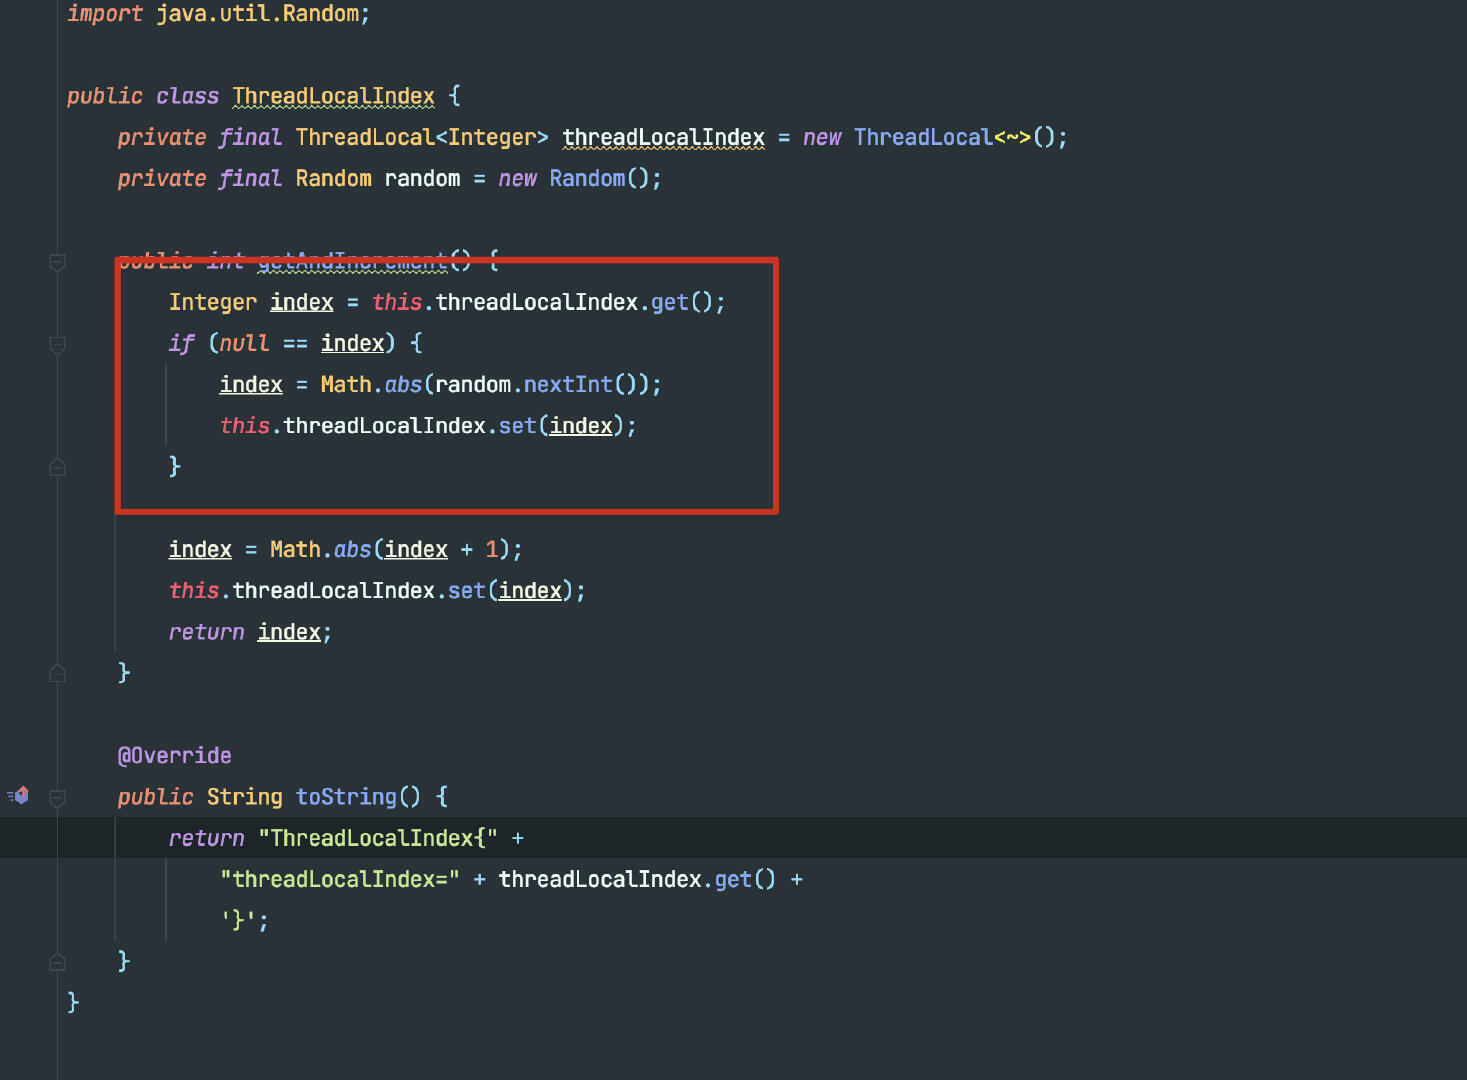 import java.util.Random;
public class ThreadLocalIndex {
private final ThreadLocal<Integer> threadLocalIndex = new ThreadLocal<~>();
private final Random random = new Random();
public int getAndIncrement() {
Integer index = this.threadLocalIndex.get();
if (null == index) {
index = Math.abs(random.nextInt());
this.threadLocalIndex.set(index);
}
index = Math.abs(index + 1);
this.threadLocalIndex.set(index);
return index;
}
@Override
public String toString() {
return "ThreadLocalIndex{" +
"threadLocalIndex=" + threadLocalIndex.get() +
'}';
}
}